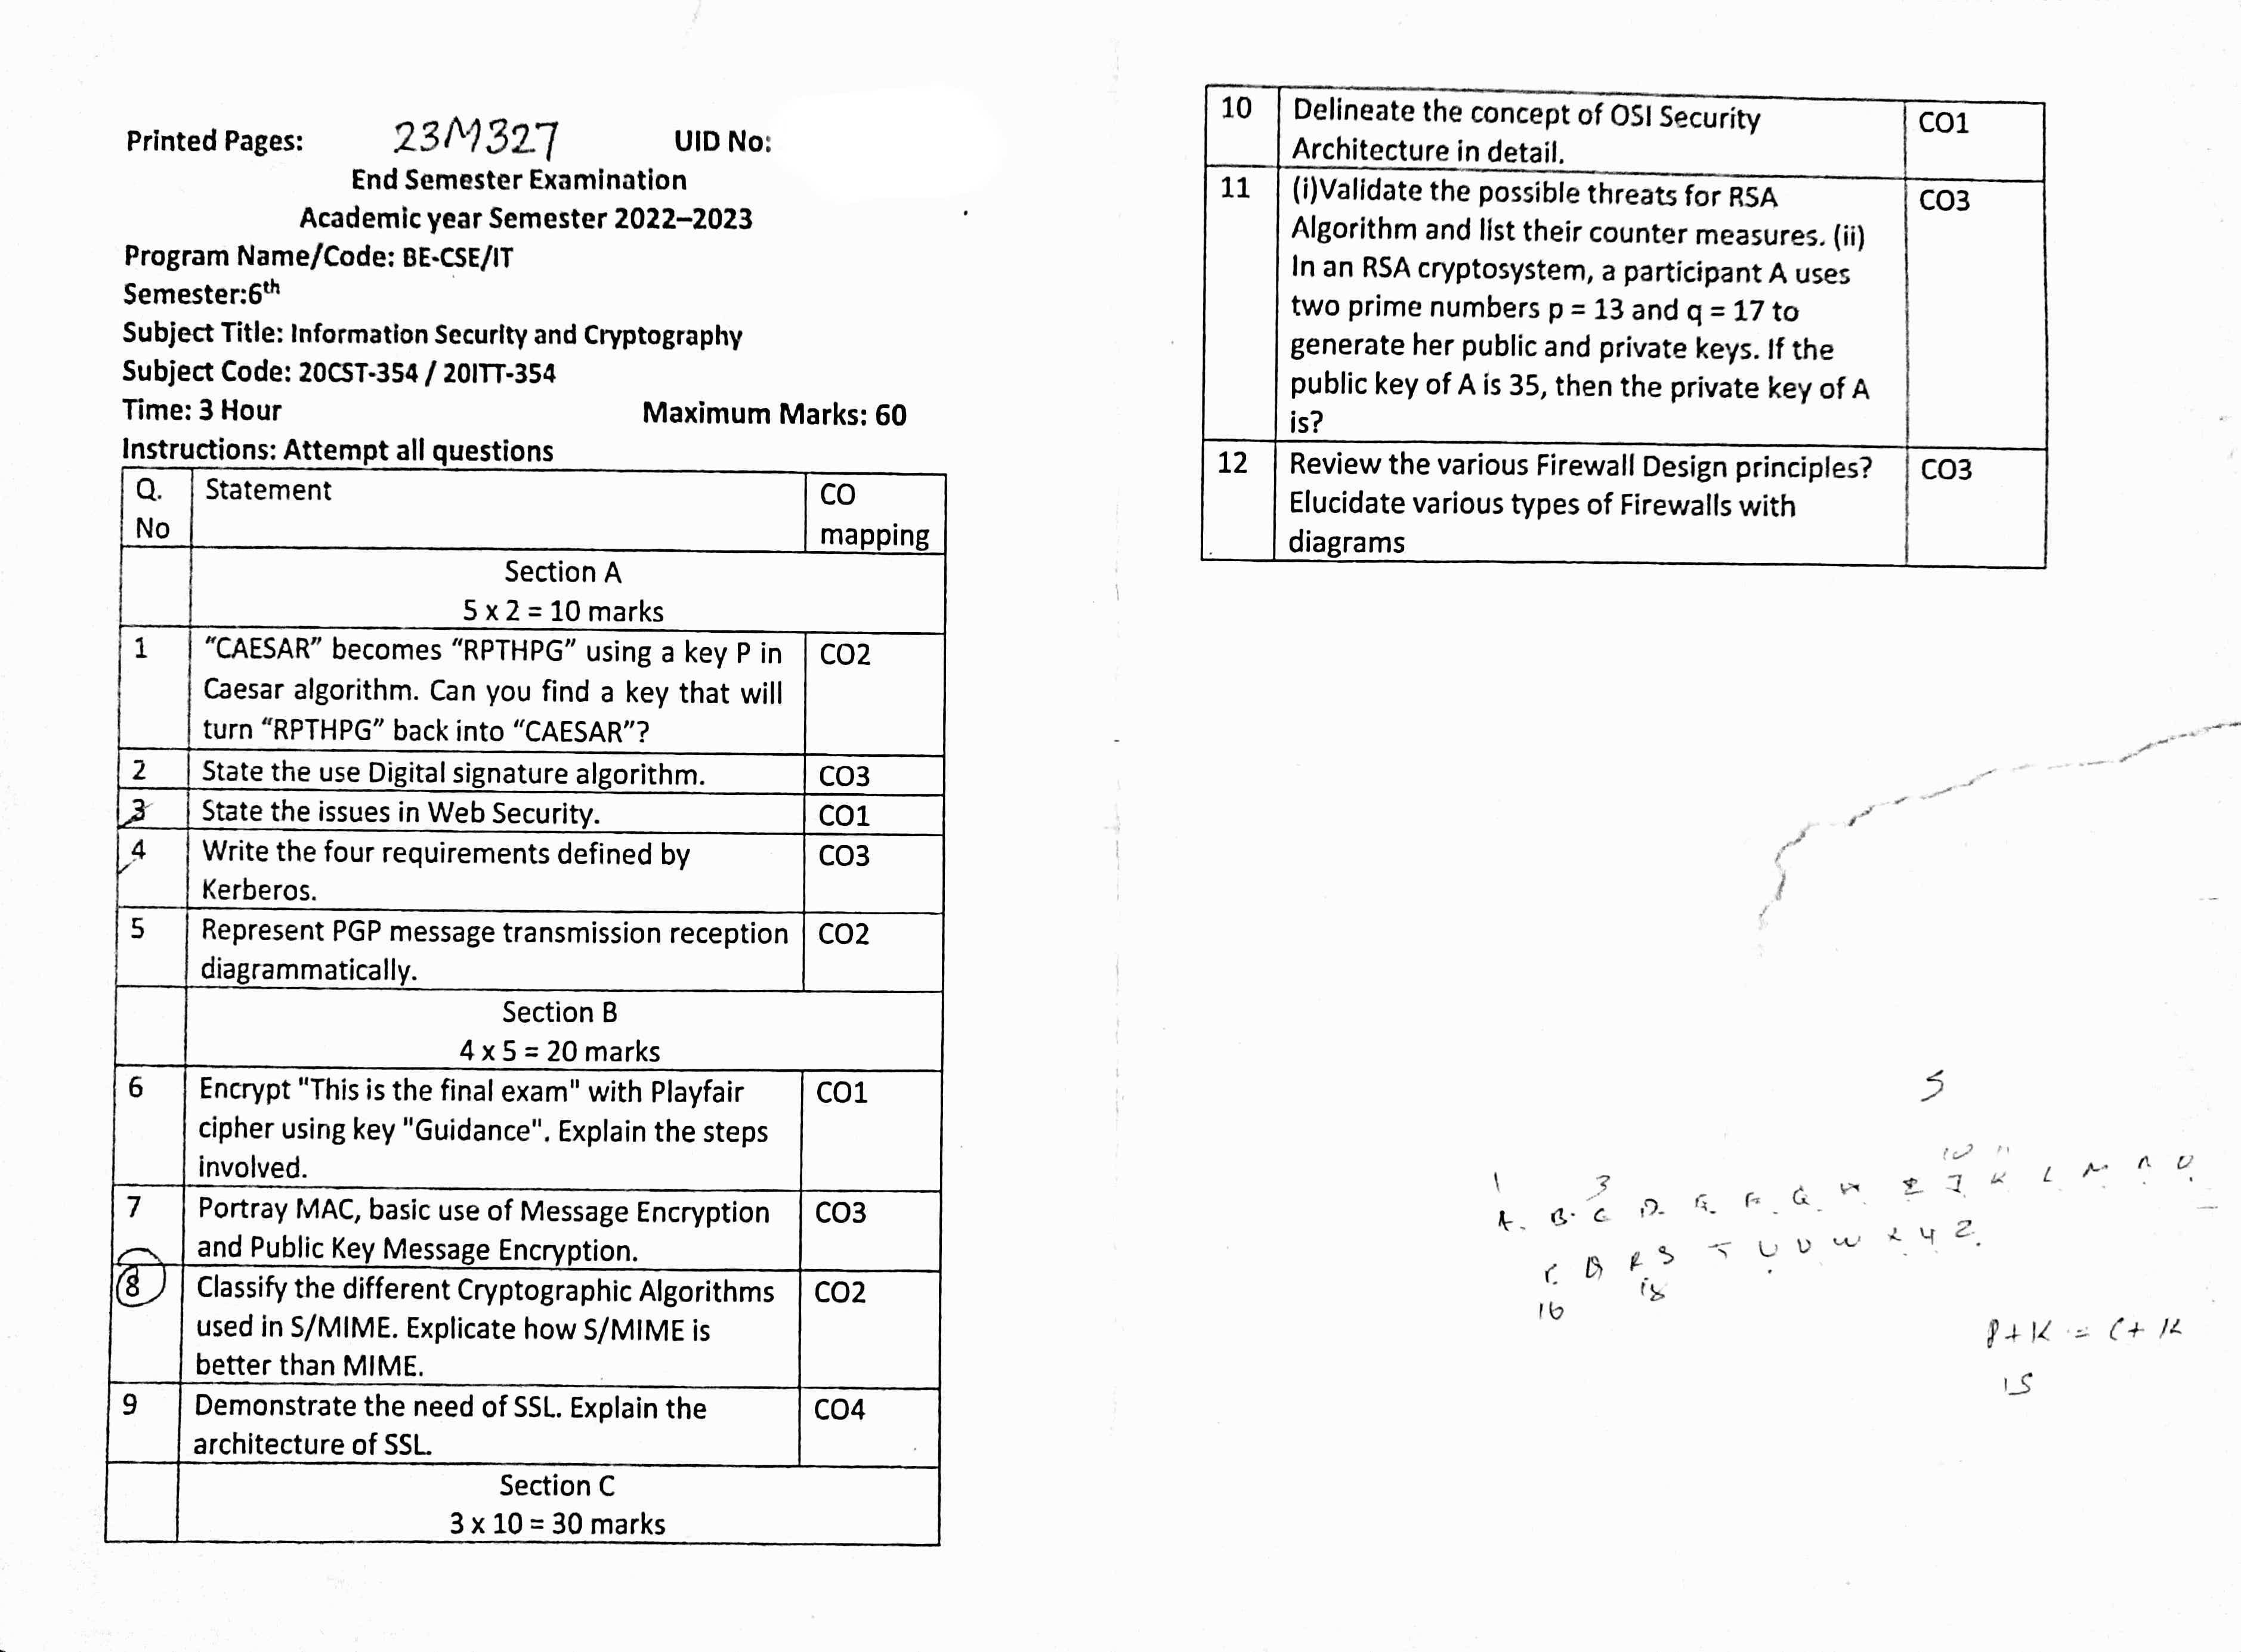 Printed Pages: 23M327 UID No:
End Semester Examination
Academic year Semester 2022–2023
Program Name/Code: BE-CSE/IT
Semester:6th
Subject Title: Information Security and Cryptography
Subject Code: 20CST-354 / 20ITT-354
Time: 3 Hour Maximum Marks: 60
Instructions: Attempt all questions
Q. Statement CO
No mapping
Section A
5 x 2 = 10 marks
1 “CAESAR” becomes “RPTHPG” using a key P in CO2
Caesar algorithm. Can you find a key that will
turn “RPTHPG” back into “CAESAR”?
2 State the use Digital signature algorithm. CO3
3 State the issues in Web Security. CO1
4 Write the four requirements defined by CO3
Kerberos.
5 Represent PGP message transmission reception CO2
diagrammatically.
Section B
4 x 5 = 20 marks
6 Encrypt "This is the final exam" with Playfair CO1
cipher using key "Guidance". Explain the steps
involved.
7 Portray MAC, basic use of Message Encryption CO3
and Public Key Message Encryption.
8 Classify the different Cryptographic Algorithms CO2
used in S/MIME. Explicate how S/MIME is
better than MIME.
9 Demonstrate the need of SSL. Explain the CO4
architecture of SSL.
Section C
3 x 10 = 30 marks
10 Delineate the concept of OSI Security CO1
Architecture in detail.
11 (i)Validate the possible threats for RSA CO3
Algorithm and list their counter measures. (ii)
In an RSA cryptosystem, a participant A uses
two prime numbers p = 13 and q = 17 to
generate her public and private keys. If the
public key of A is 35, then the private key of A
is?
12 Review the various Firewall Design principles? CO3
Elucidate various types of Firewalls with
diagrams
5
1 3 10 11
A. B. C D. E. F. G. H I J K L M N O
P. Q R S T U V W X Y Z.
16 18
P+K = C+K
15